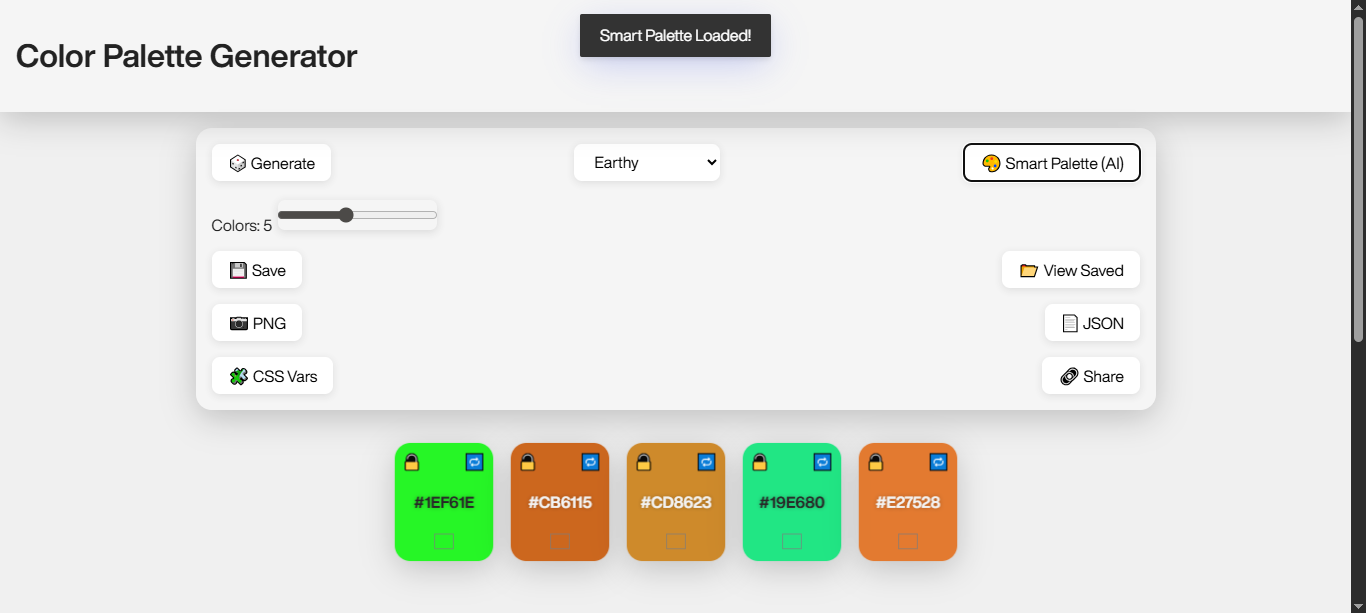 Smart Palette Loaded!
Color Palette Generator
Generate
Earthy
Smart Palette (AI)
Colors: 5
Save
View Saved
PNG
JSON
CSS Vars
Share
#1EF61E
#CB6115
#CD8623
#19E680
#E27528